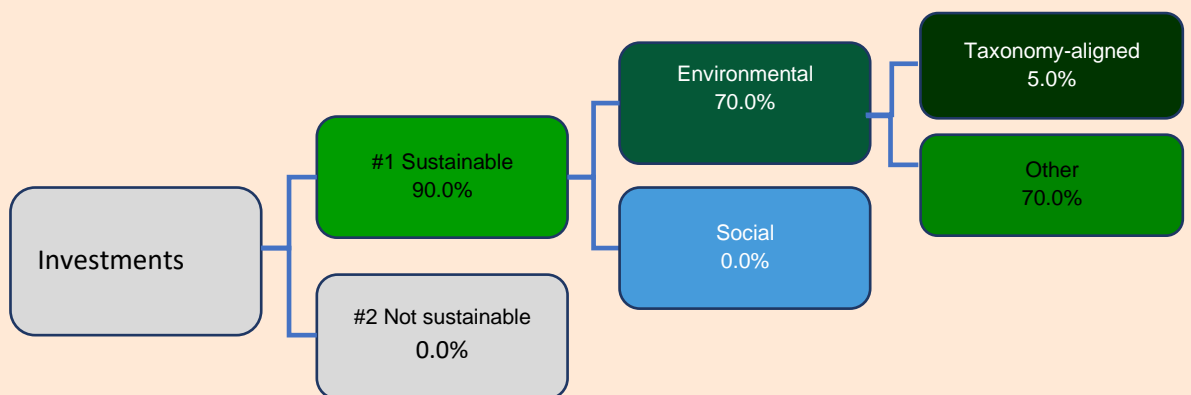 Investments
#1 Sustainable
90.0%
#2 Not sustainable
0.0%
Environmental
70.0%
Social
0.0%
Taxonomy-aligned
5.0%
Other
70.0%